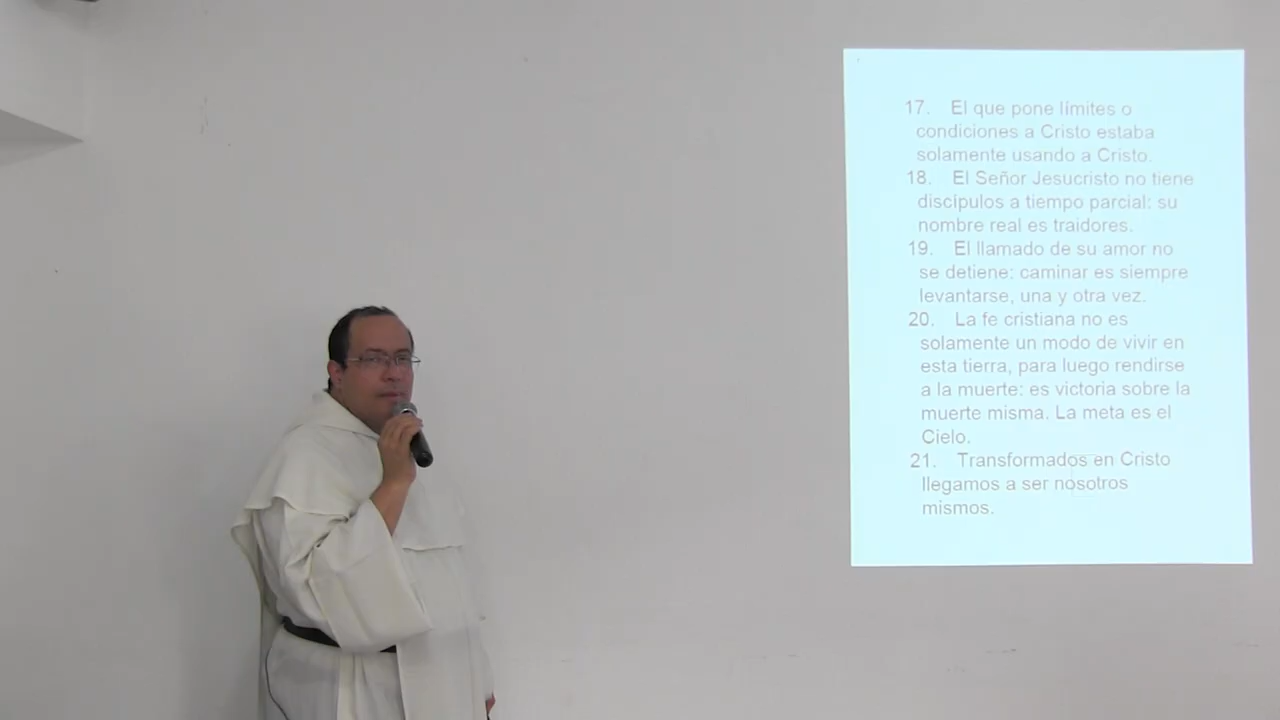 17. El que pone límites o
condiciones a Cristo estaba
solamente usando a Cristo.
18. El Señor Jesucristo no tiene
discípulos a tiempo parcial: su
nombre real es traidores.
19. El llamado de su amor no
se detiene: caminar es siempre
levantarse, una y otra vez.
20. La fe cristiana no es
solamente un modo de vivir en
esta tierra, para luego rendirse
a la muerte: es victoria sobre la
muerte misma. La meta es el
Cielo.
21. Transformados en Cristo
llegamos a ser nosotros
mismos.